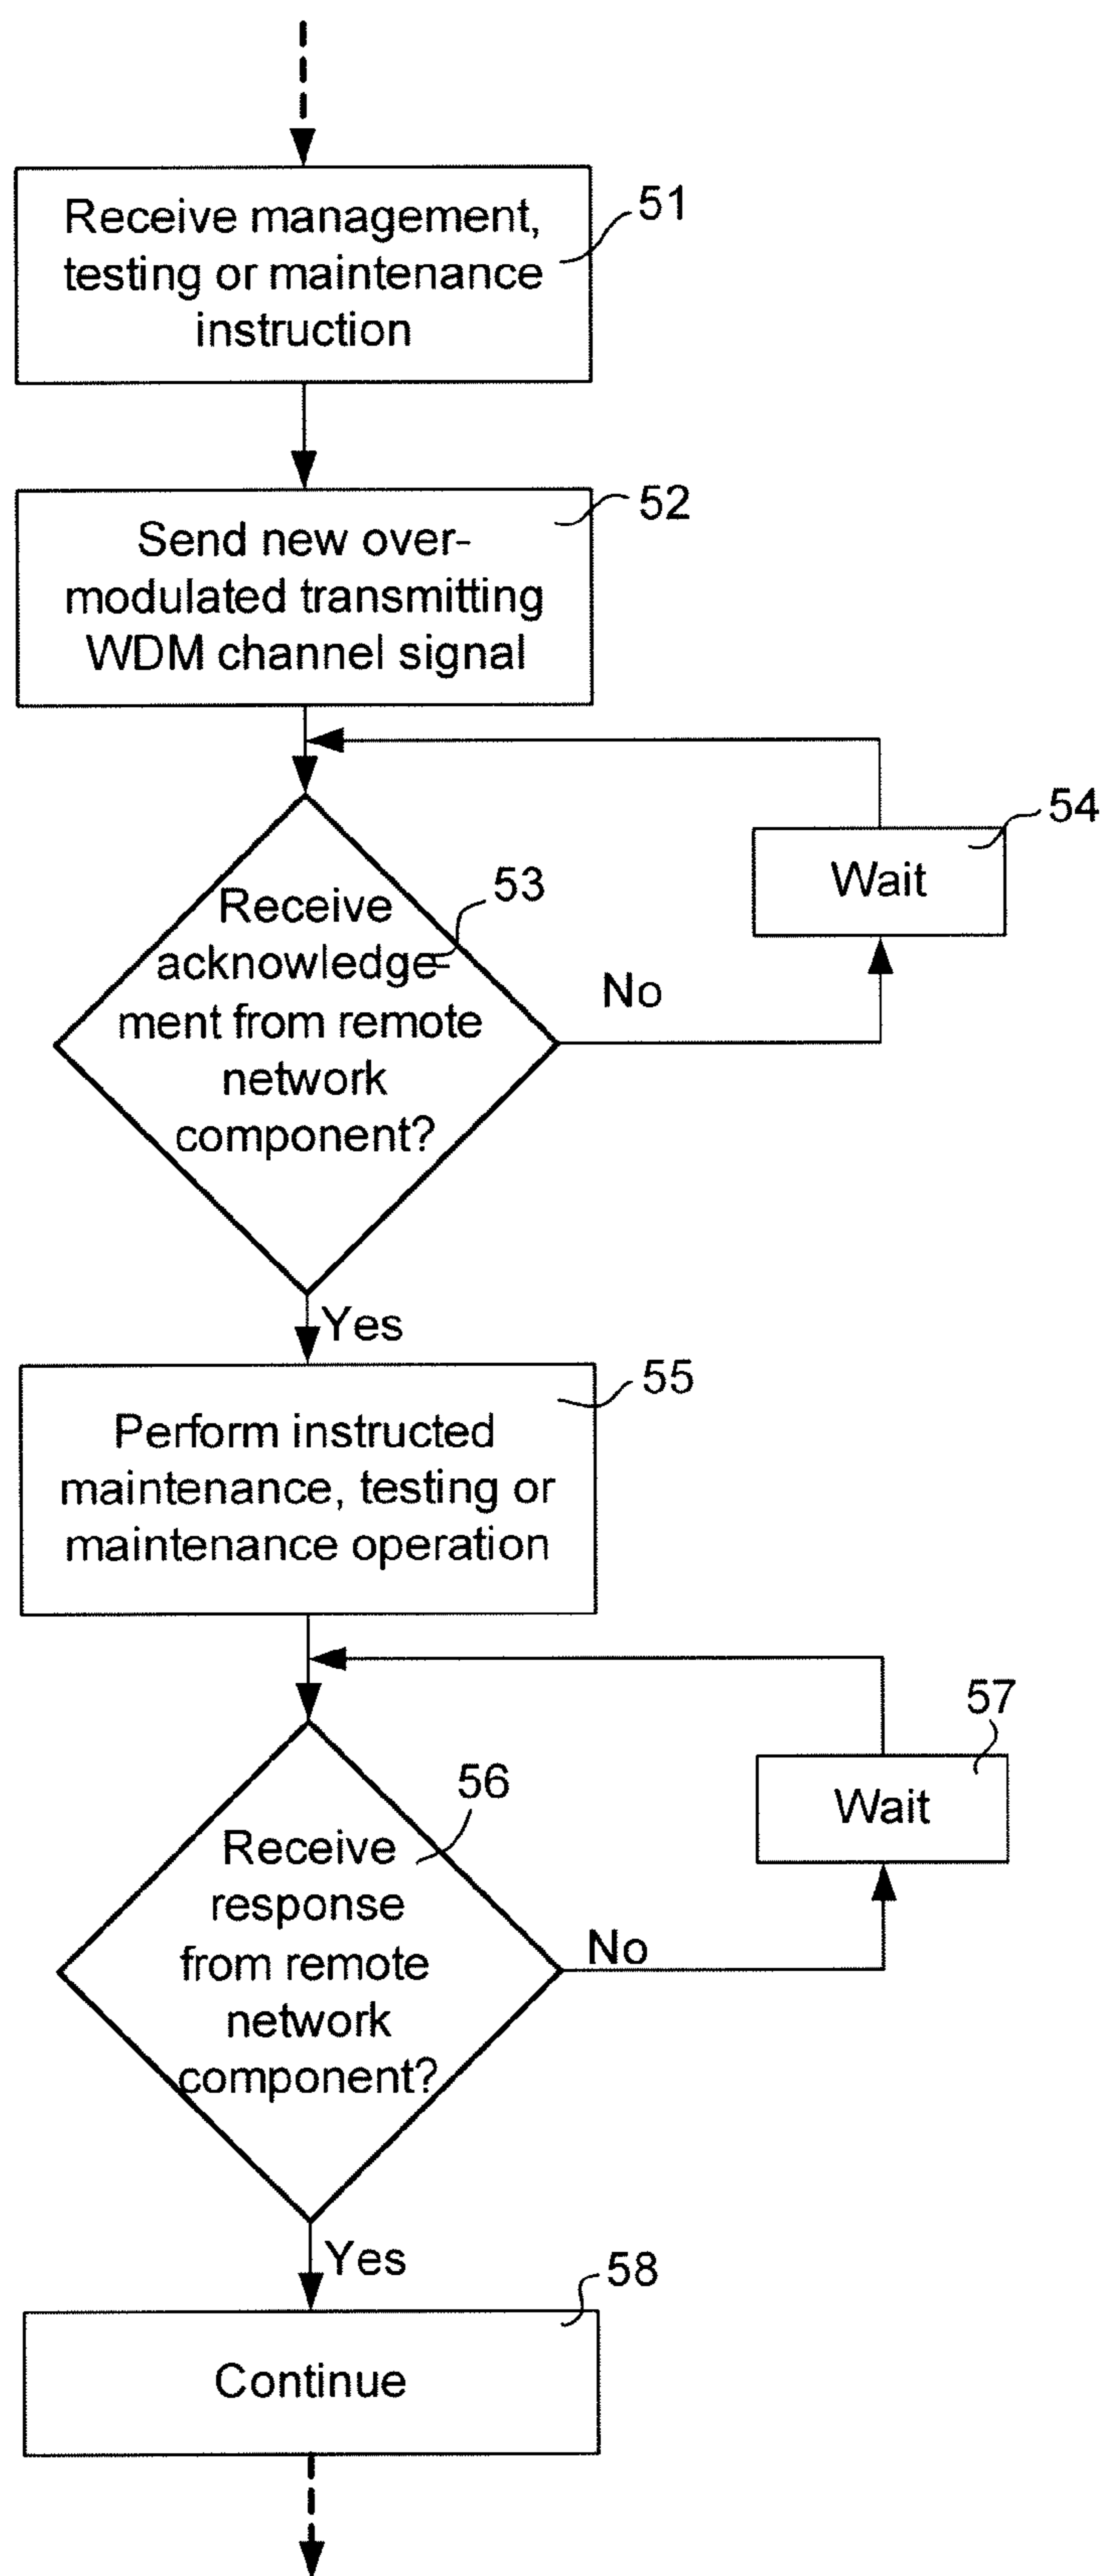 Receive management,
testing or maintenance
instruction
51
Send new over-
modulated transmitting
WDM channel signal
52
Receive
acknowledge-
ment from remote
network
component?
53
No
Wait
54
Yes
Perform instructed
maintenance, testing or
maintenance operation
55
Receive
response
from remote
network
component?
56
No
Wait
57
Yes
Continue
58